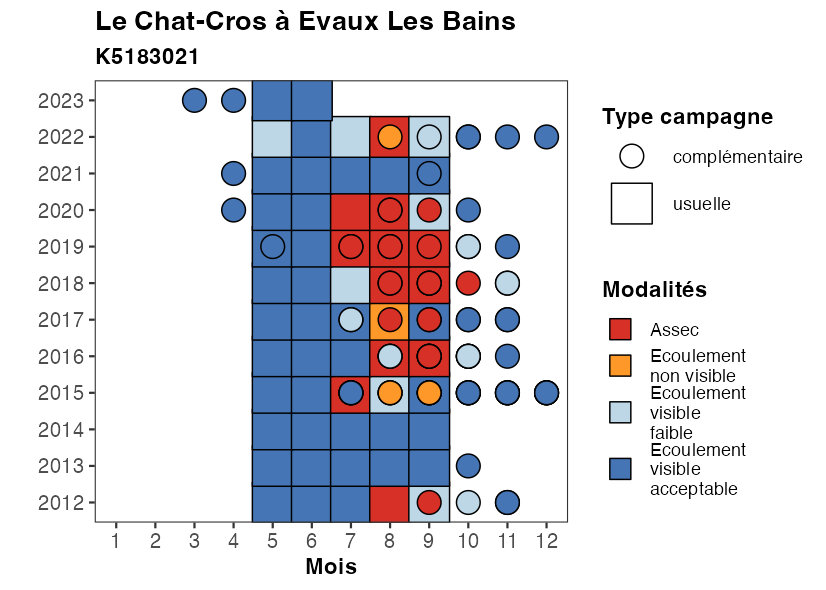 Le Chat-Cros à Evaux Les Bains
K5183021
2023
2022
2021
2020
2019
2018
2017
2016
2015
2014
2013
2012
1 2 3 4 5 6 7 8 9 10 11 12
Mois
Type campagne
complémentaire
usuelle
Modalités
Assec
Ecoulement
non visible
Ecoulement
visible
faible
Ecoulement
visible
acceptable